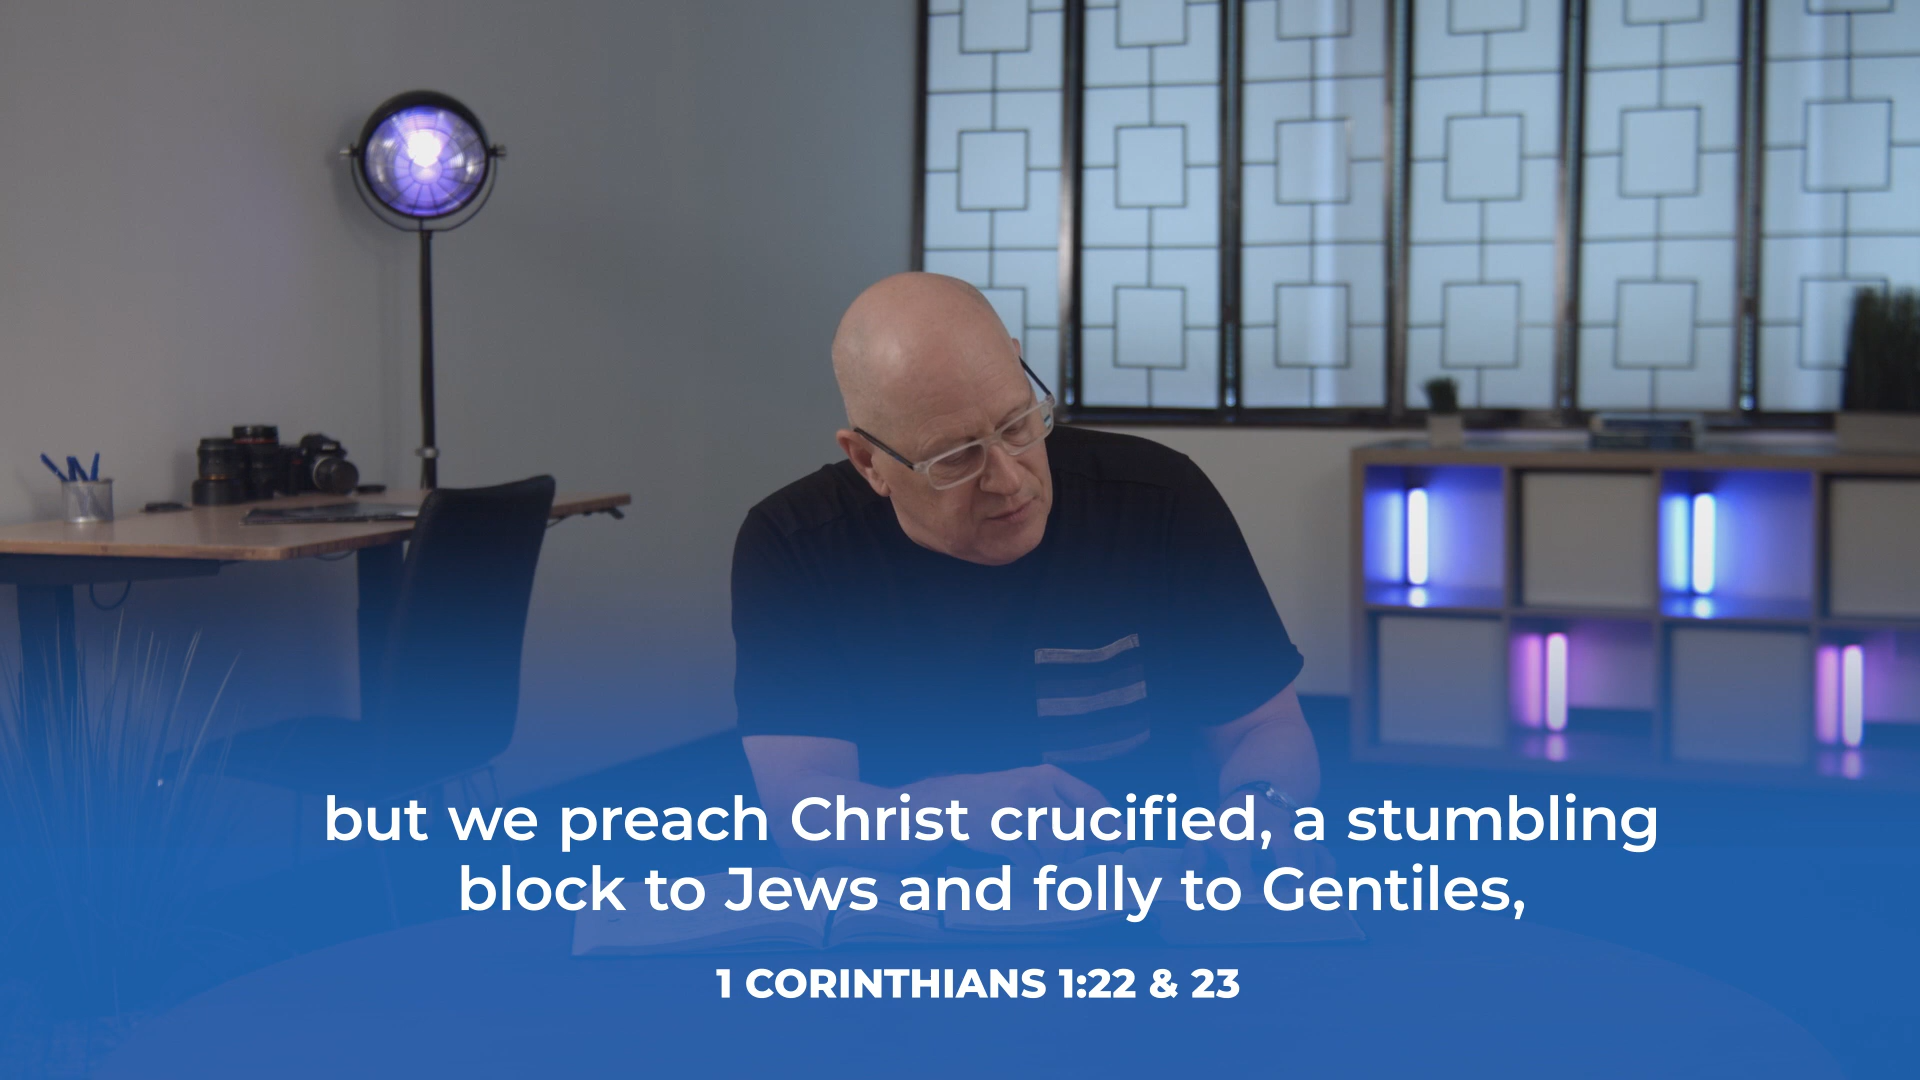 but we preach Christ crucified, a stumbling
block to Jews and folly to Gentiles,
1 CORINTHIANS 1:22 & 23